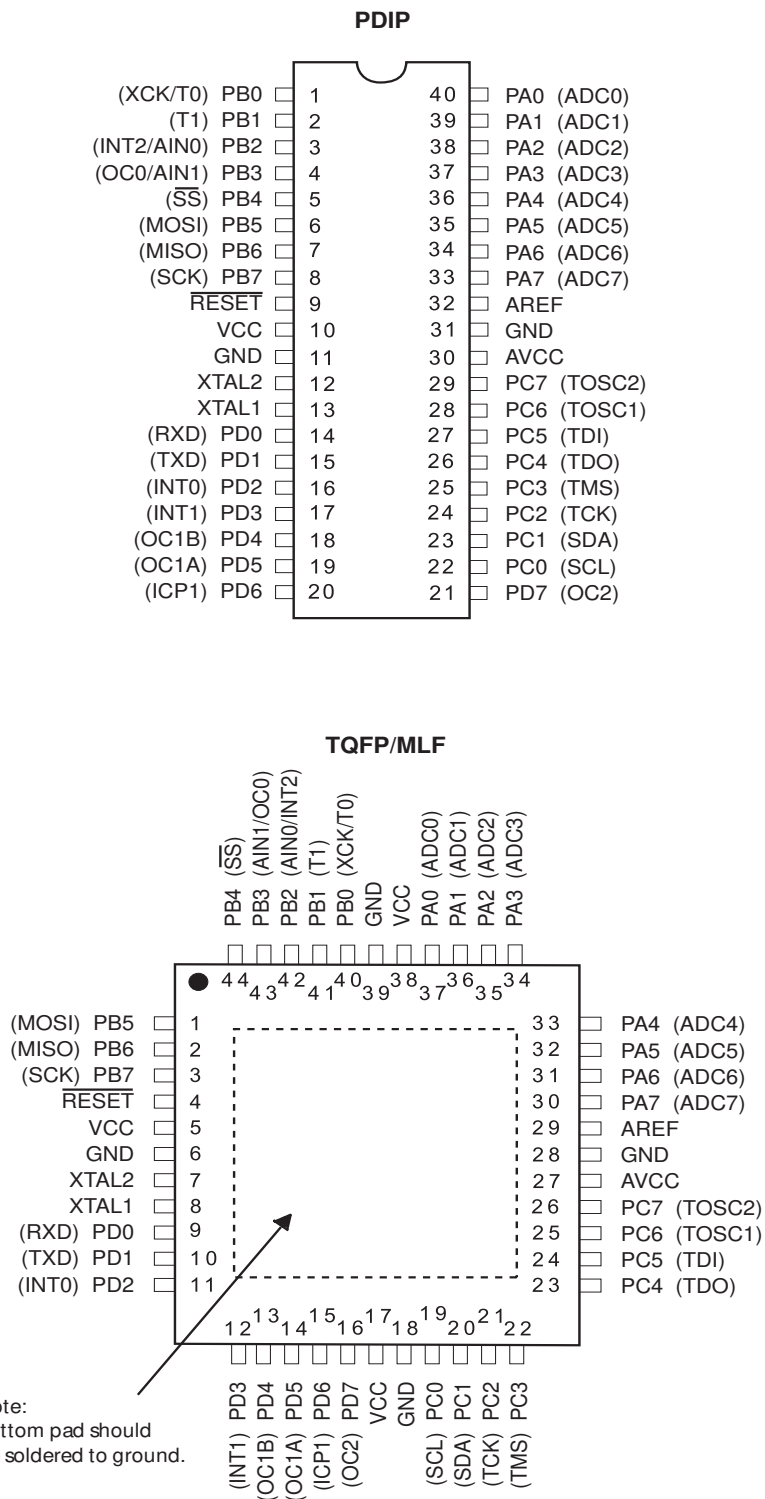 PDIP
(XCK/T0) PB0 1 40 PA0 (ADC0)
(T1) PB1 2 39 PA1 (ADC1)
(INT2/AIN0) PB2 3 38 PA2 (ADC2)
(OC0/AIN1) PB3 4 37 PA3 (ADC3)
(SS) PB4 5 36 PA4 (ADC4)
(MOSI) PB5 6 35 PA5 (ADC5)
(MISO) PB6 7 34 PA6 (ADC6)
(SCK) PB7 8 33 PA7 (ADC7)
RESET 9 32 AREF
VCC 10 31 GND
GND 11 30 AVCC
XTAL2 12 29 PC7 (TOSC2)
XTAL1 13 28 PC6 (TOSC1)
(RXD) PD0 14 27 PC5 (TDI)
(TXD) PD1 15 26 PC4 (TDO)
(INT0) PD2 16 25 PC3 (TMS)
(INT1) PD3 17 24 PC2 (TCK)
(OC1B) PD4 18 23 PC1 (SDA)
(OC1A) PD5 19 22 PC0 (SCL)
(ICP1) PD6 20 21 PD7 (OC2)
TQFP/MLF
PB4 (SS)
PB3 (AIN1/OC0)
PB2 (AIN0/INT2)
PB1 (T1)
PB0 (XCK/T0)
GND
VCC
PA0 (ADC0)
PA1 (ADC1)
PA2 (ADC2)
PA3 (ADC3)
44 43 42 41 40 39 38 37 36 35 34
(MOSI) PB5 1 33 PA4 (ADC4)
(MISO) PB6 2 32 PA5 (ADC5)
(SCK) PB7 3 31 PA6 (ADC6)
RESET 4 30 PA7 (ADC7)
VCC 5 29 AREF
GND 6 28 GND
XTAL2 7 27 AVCC
XTAL1 8 26 PC7 (TOSC2)
(RXD) PD0 9 25 PC6 (TOSC1)
(TXD) PD1 10 24 PC5 (TDI)
(INT0) PD2 11 23 PC4 (TDO)
12 13 14 15 16 17 18 19 20 21 22
(INT1) PD3
(OC1B) PD4
(OC1A) PD5
(ICP1) PD6
(OC2) PD7
VCC
GND
(SCL) PC0
(SDA) PC1
(TCK) PC2
(TMS) PC3
ote:
ttom pad should
soldered to ground.